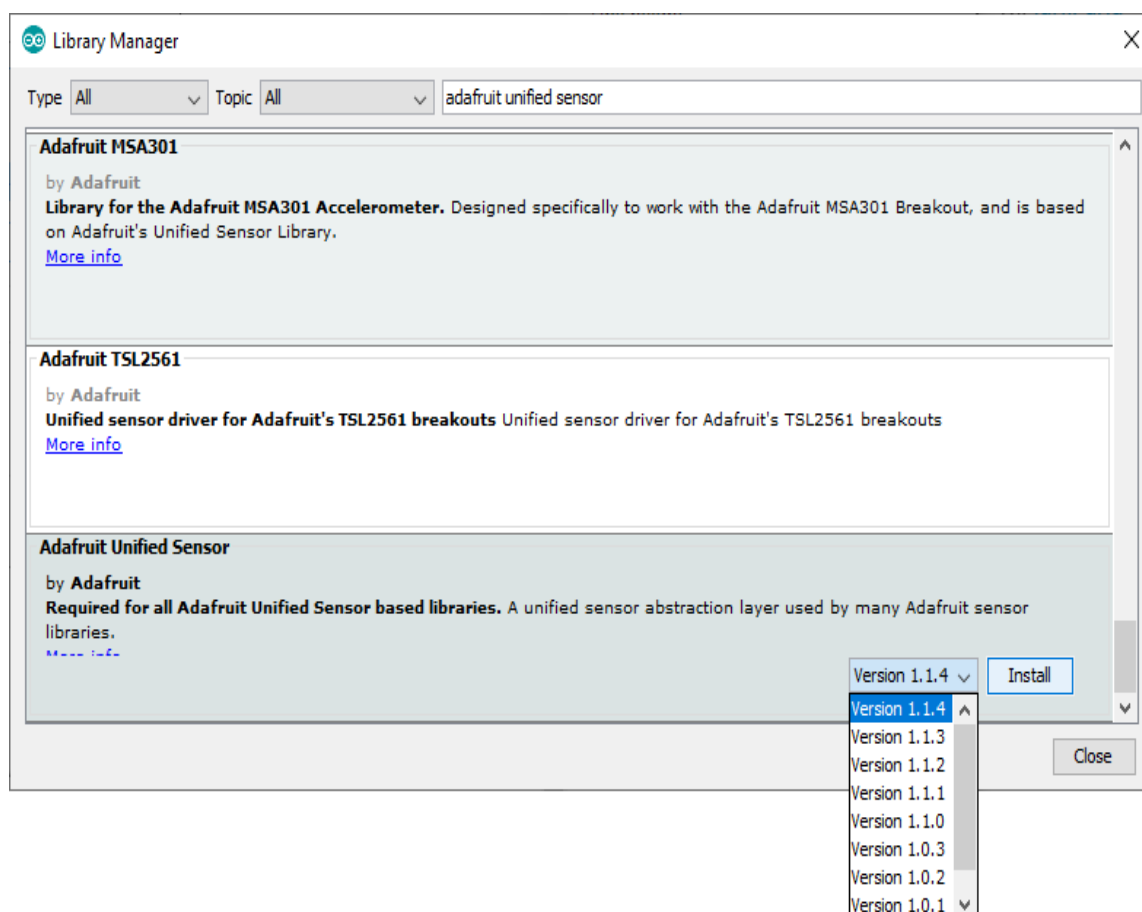 Library Manager
Type All Topic All adafruit unified sensor
Adafruit MSA301
by Adafruit
Library for the Adafruit MSA301 Accelerometer. Designed specifically to work with the Adafruit MSA301 Breakout, and is based
on Adafruit's Unified Sensor Library.
More info
Adafruit TSL2561
by Adafruit
Unified sensor driver for Adafruit's TSL2561 breakouts Unified sensor driver for Adafruit's TSL2561 breakouts
More info
Adafruit Unified Sensor
by Adafruit
Required for all Adafruit Unified Sensor based libraries. A unified sensor abstraction layer used by many Adafruit sensor
libraries.
More info
Version 1.1.4 Install
Version 1.1.4
Version 1.1.3
Version 1.1.2
Close
Version 1.1.1
Version 1.1.0
Version 1.0.3
Version 1.0.2
Version 1.0.1